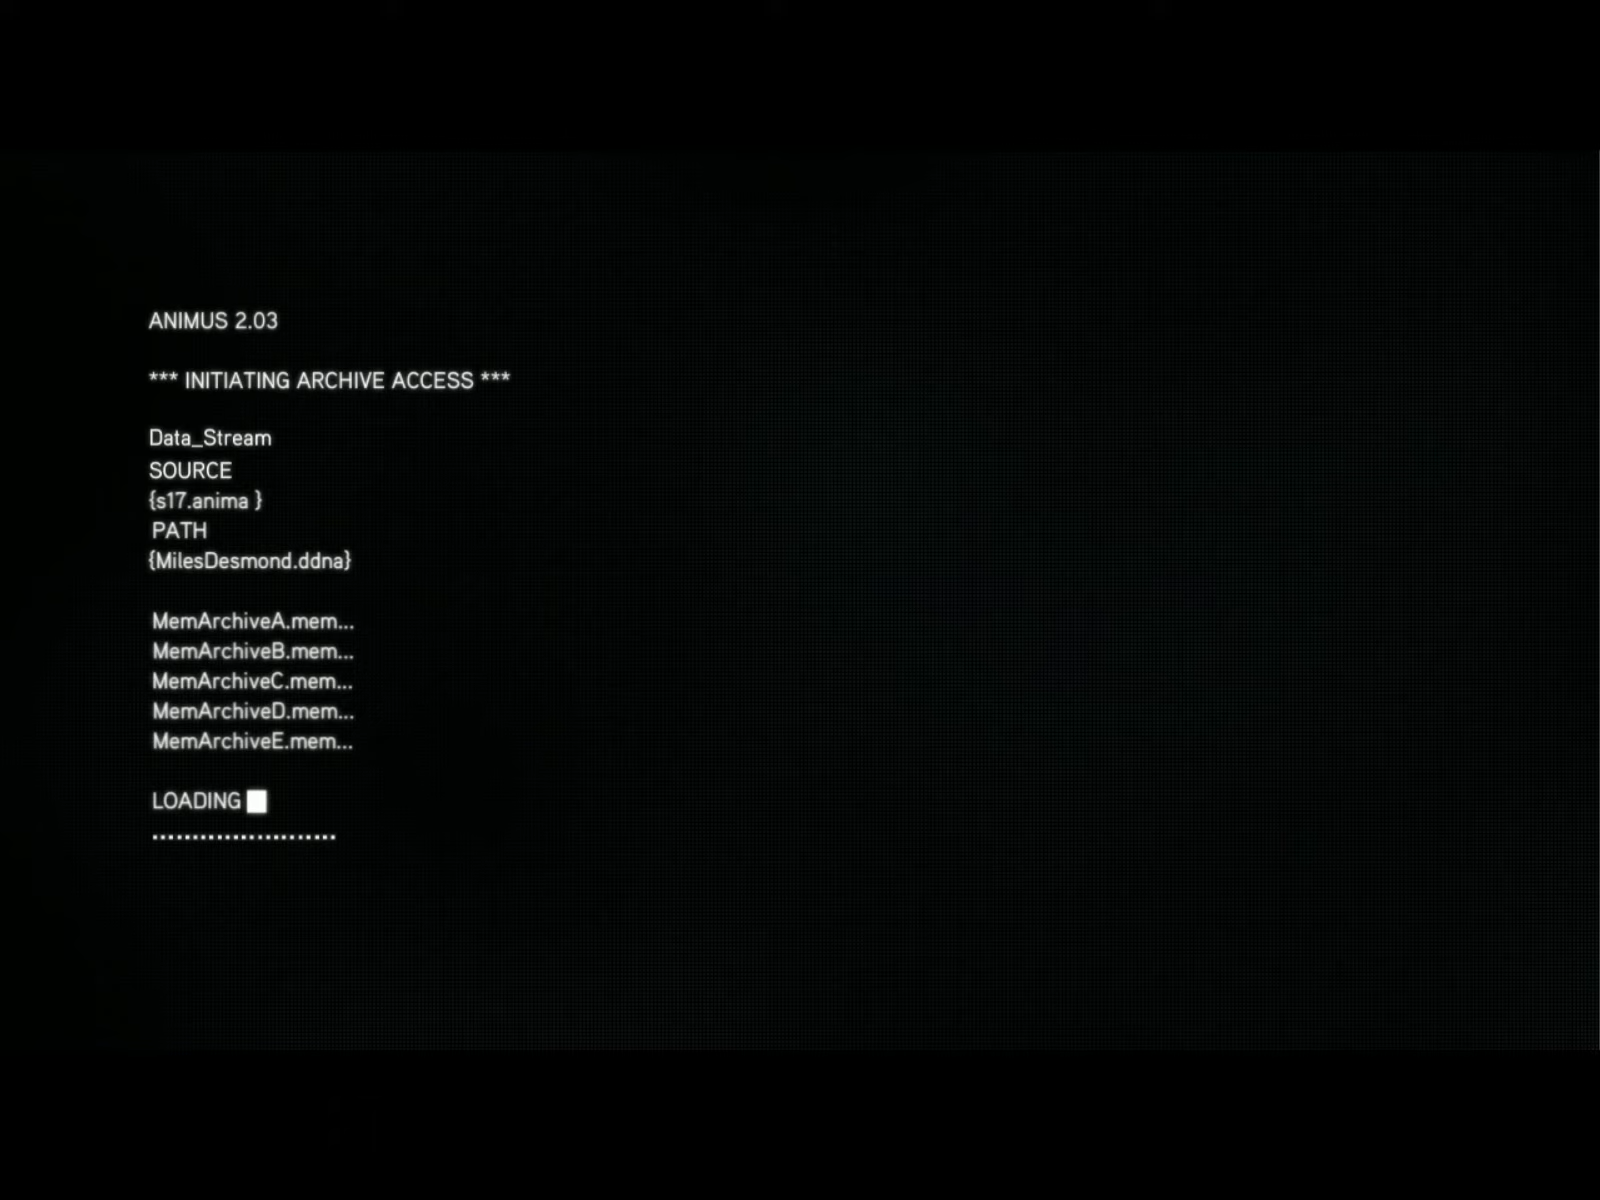 ANIMUS 2.03
*** INITIATING ARCHIVE ACCESS ***
Data_Stream
SOURCE
{s17.anima }
PATH
{MilesDesmond.ddna}
MemArchiveA.mem...
MemArchiveB.mem...
MemArchiveC.mem...
MemArchiveD.mem...
MemArchiveE.mem...
LOADING
.......................